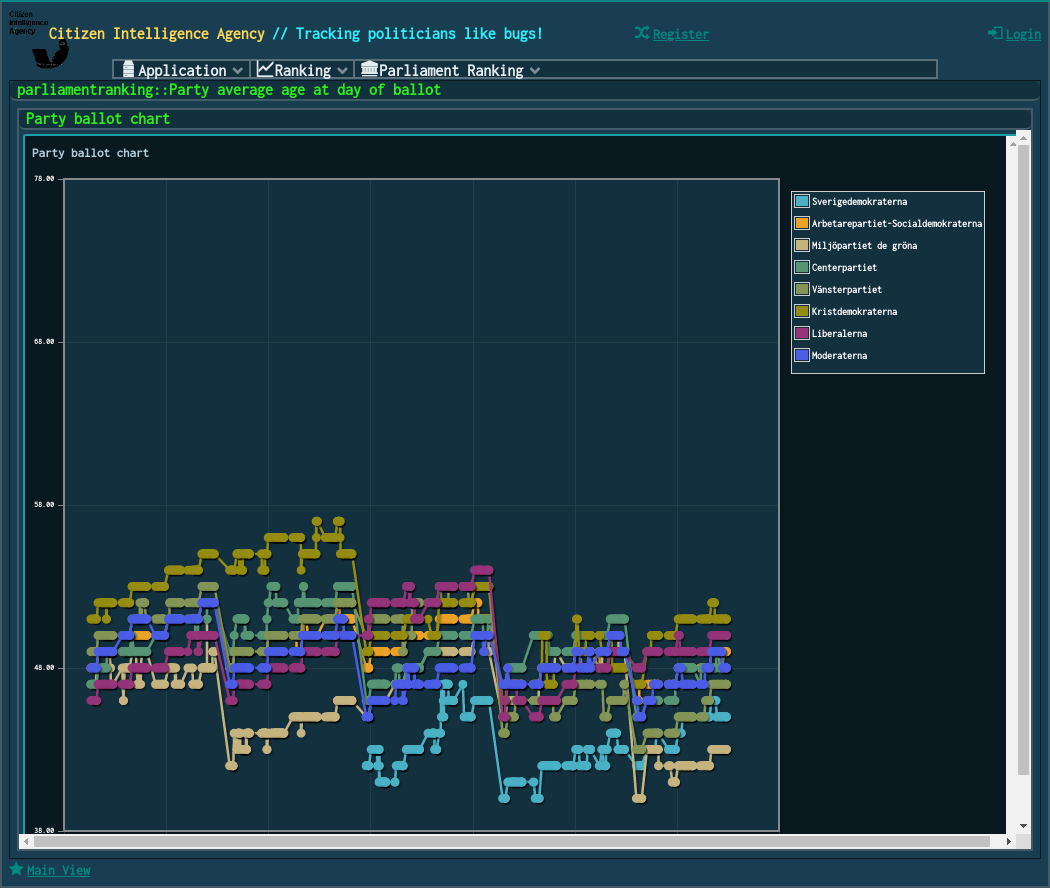 Citizen
Intelligence
Agency
Citizen Intelligence Agency // Tracking politicians like bugs!
Register
Login
Application
Ranking
Parliament Ranking
parliamentranking::Party average age at day of ballot
Party ballot chart
Party ballot chart
78.00
68.00
58.00
48.00
38.00
Sverigedemokraterna
Arbetarepartiet-Socialdemokraterna
Miljöpartiet de gröna
Centerpartiet
Vänsterpartiet
Kristdemokraterna
Liberalerna
Moderaterna
Main View